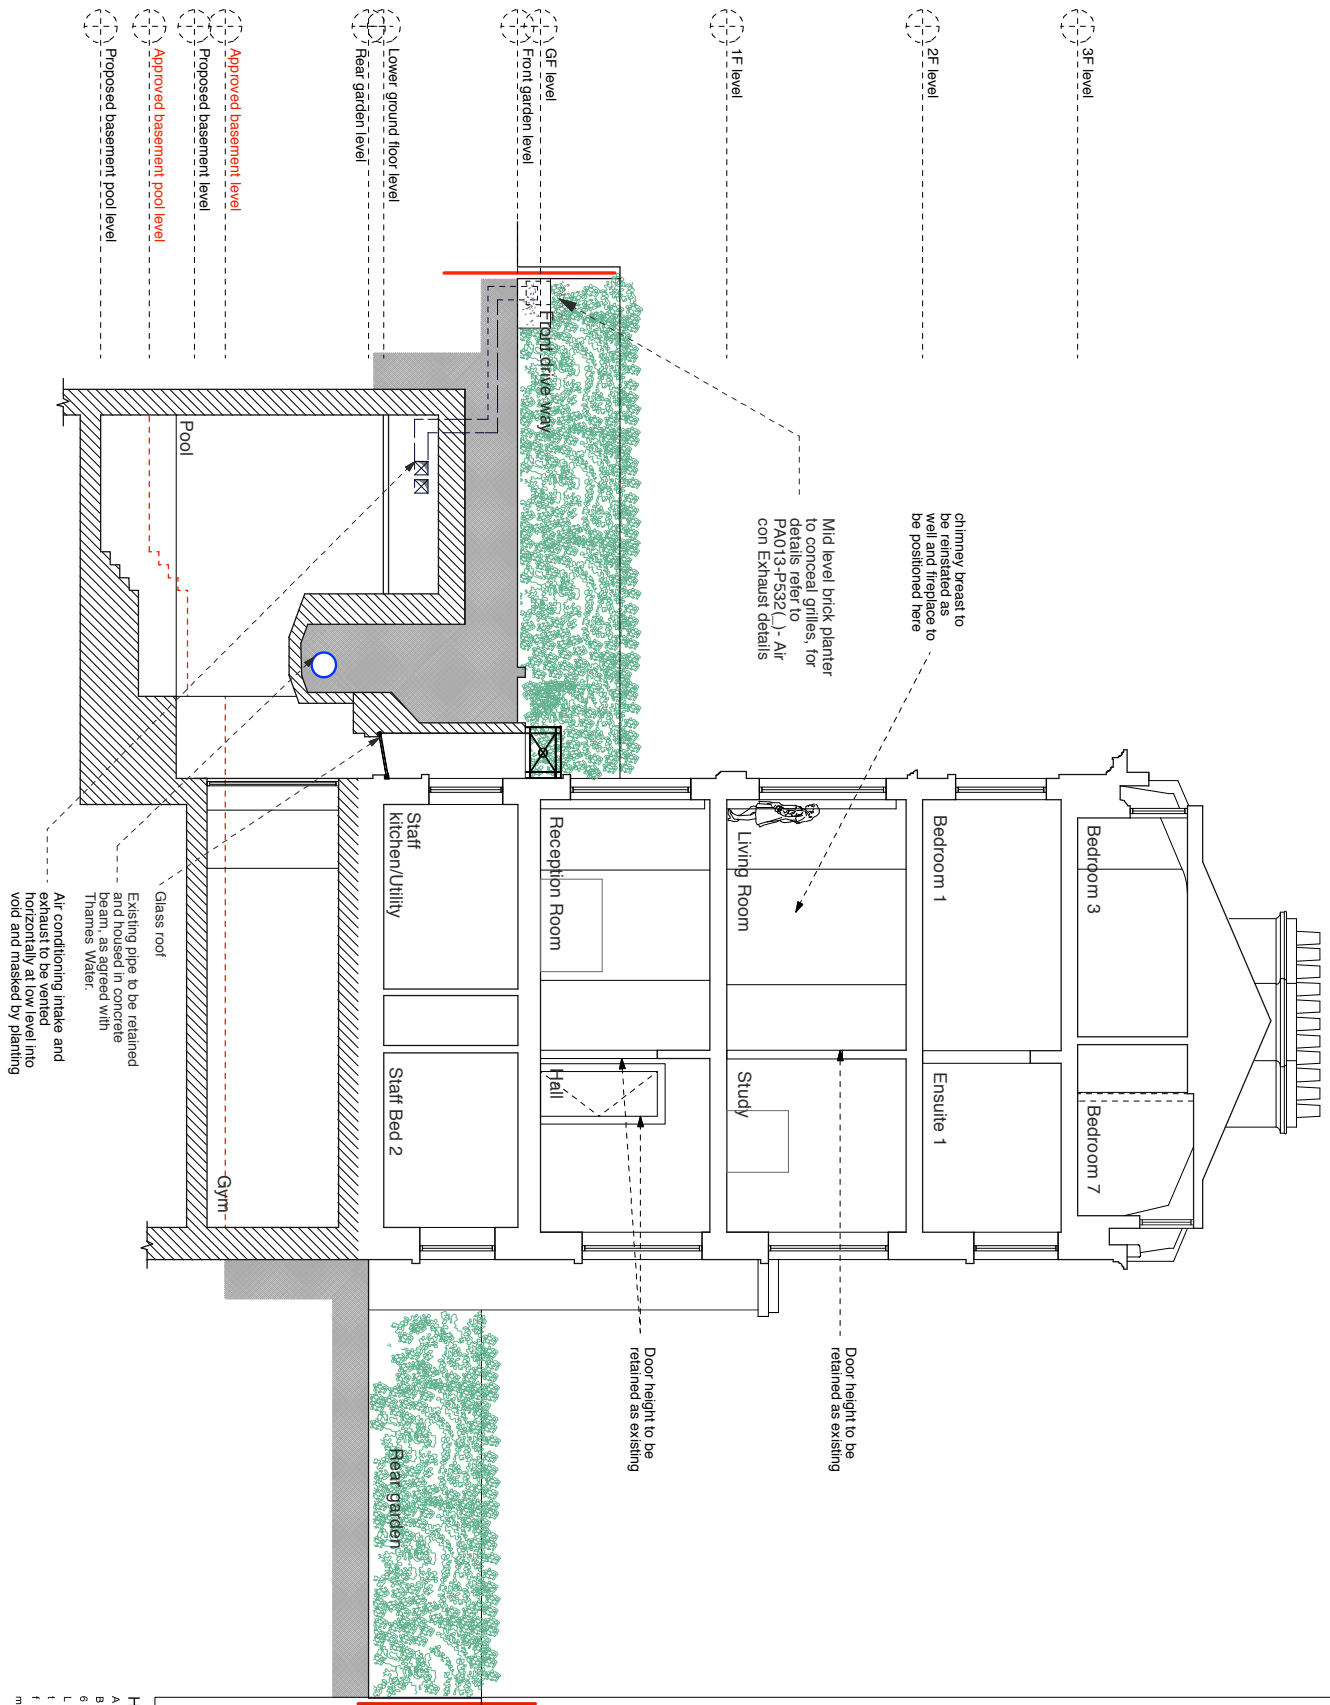 3F level
2F level
1F level
GF level
Front garden level
Lower ground floor level
Rear garden level
Approved basement level
Proposed basement level
Approved basement pool level
Proposed basement pool level
chimney breast to
be reinstated as
well and fireplace to
be positioned here
Mid level brick planter
to conceal grilles, for
details refer to
PA013-P532(_)- Air
con Exhaust details
Front drive way
Pool
Bedroom 3
Bedroom 7
Bedroom 1
Ensuite 1
Living Room
Study
Reception Room
Hall
Staff
kitchen/Utility
Staff Bed 2
Gym
Door height to be
retained as existing
Door height to be
retained as existing
Rear garden
Glass roof
Existing pipe to be retained
and housed in concrete
beam, as agreed with
Thames Water.
Air conditioning intake and
exhaust to be vented
horizontally at low level into
void and masked by planting
H
A
B
6
L
t
f
m